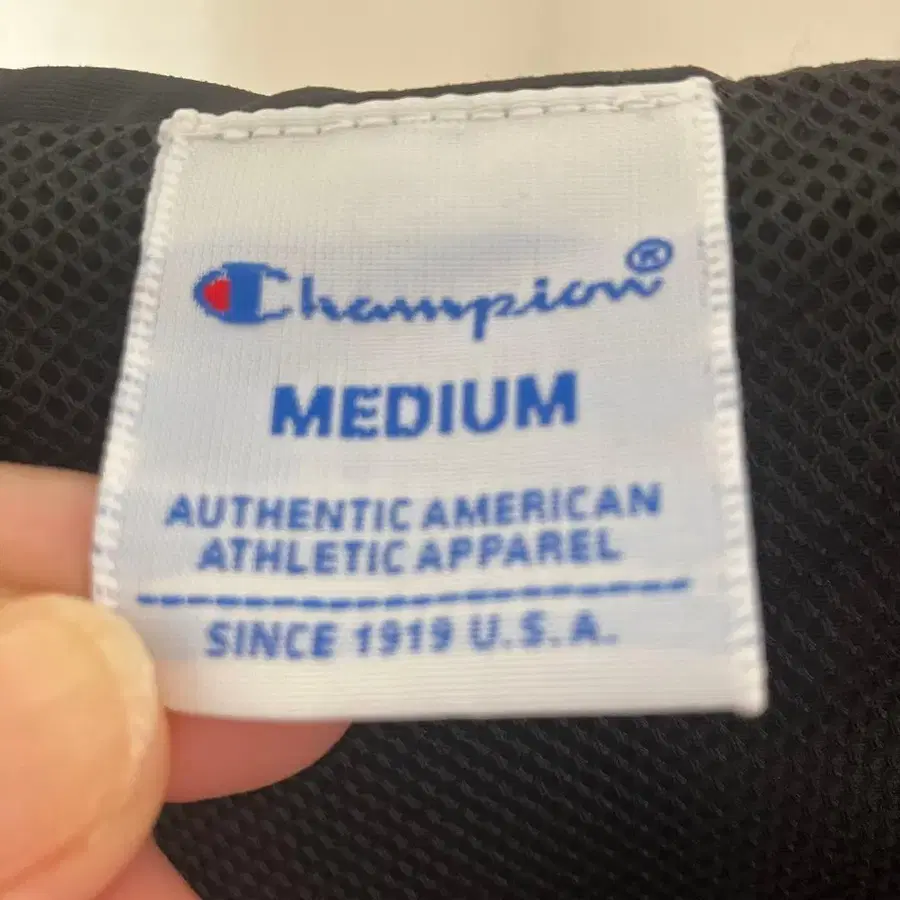 Champion®
MEDIUM
AUTHENTIC AMERICAN
ATHLETIC APPAREL
SINCE 1919 U.S.A.